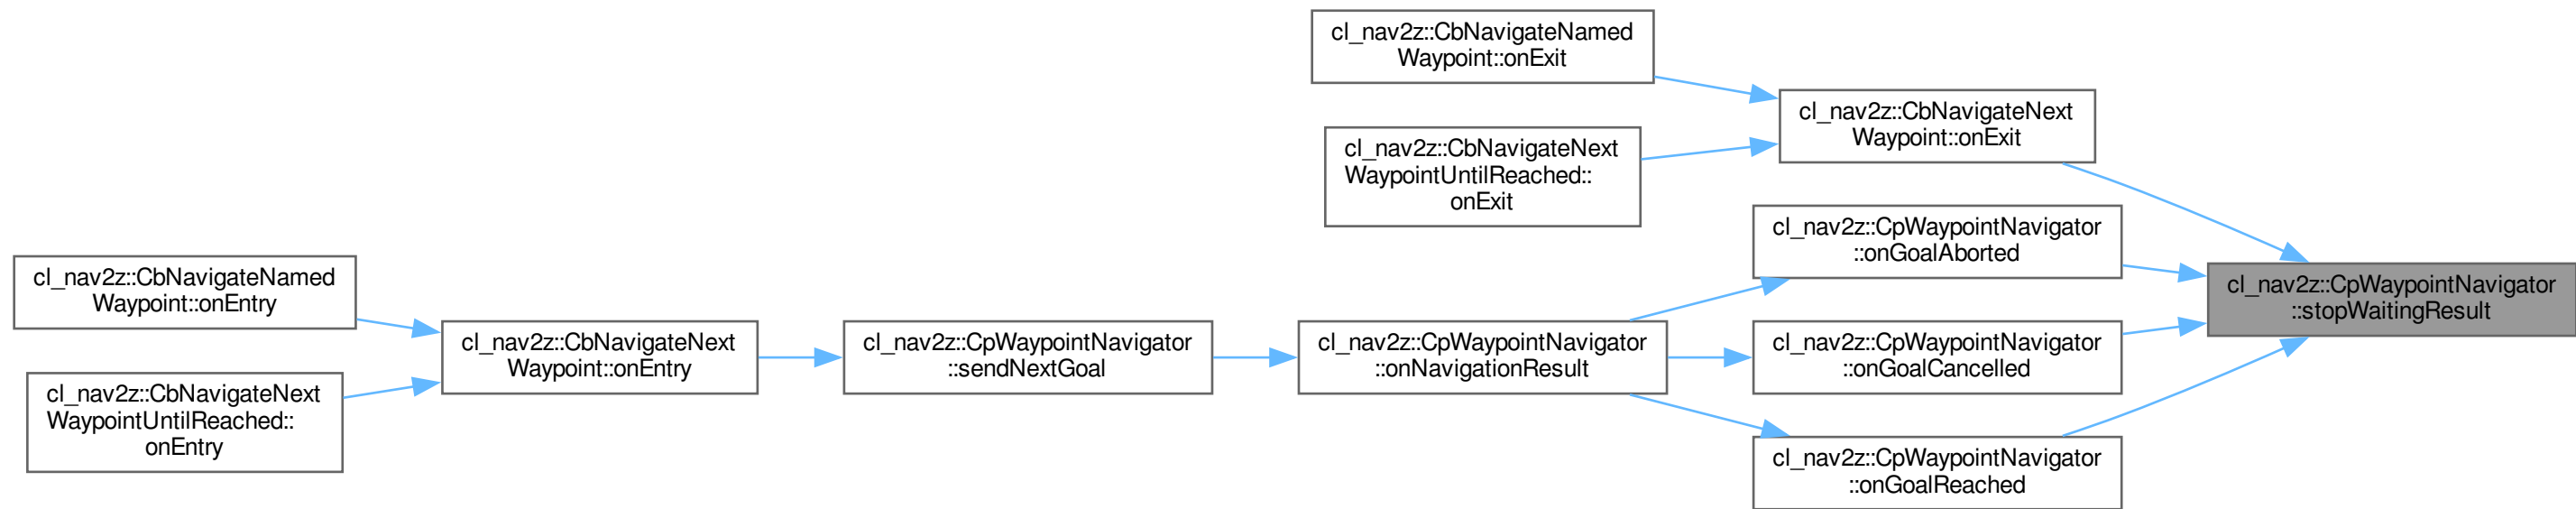 cl_nav2z::CbNavigateNamed
Waypoint::onExit
cl_nav2z::CbNavigateNext
Waypoint::onExit
cl_nav2z::CbNavigateNext
WaypointUntilReached::
onExit
cl_nav2z::CpWaypointNavigator
::onGoalAborted
cl_nav2z::CbNavigateNamed
Waypoint::onEntry
cl_nav2z::CpWaypointNavigator
::stopWaitingResult
cl_nav2z::CbNavigateNext
Waypoint::onEntry
cl_nav2z::CpWaypointNavigator
::sendNextGoal
cl_nav2z::CpWaypointNavigator
::onNavigationResult
cl_nav2z::CpWaypointNavigator
::onGoalCancelled
cl_nav2z::CbNavigateNext
WaypointUntilReached::
onEntry
cl_nav2z::CpWaypointNavigator
::onGoalReached